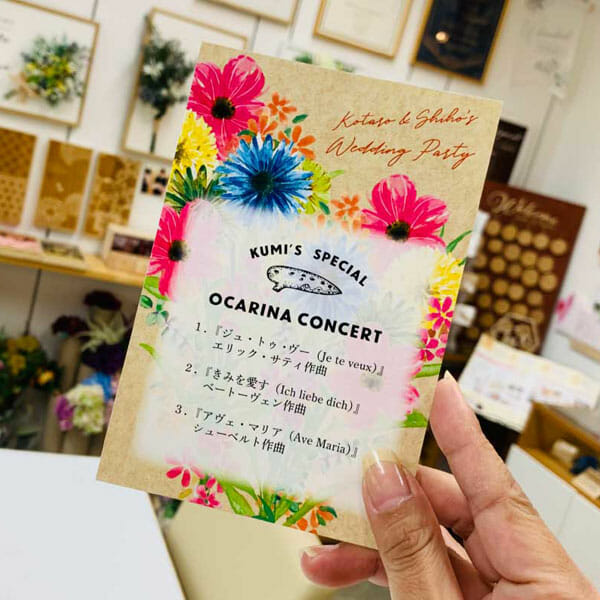 Kotaro & Shiho's
Wedding Party
KUMI'S SPECIAL
OCARINA CONCERT
1.『ジュ・トゥ・ヴー（Je te veux）』
エリック・サティ作曲
2.『きみを愛す（Ich liebe dich）』
ベートーヴェン作曲
3.『アヴェ・マリア（Ave Maria）』
シューベルト作曲
Welcome